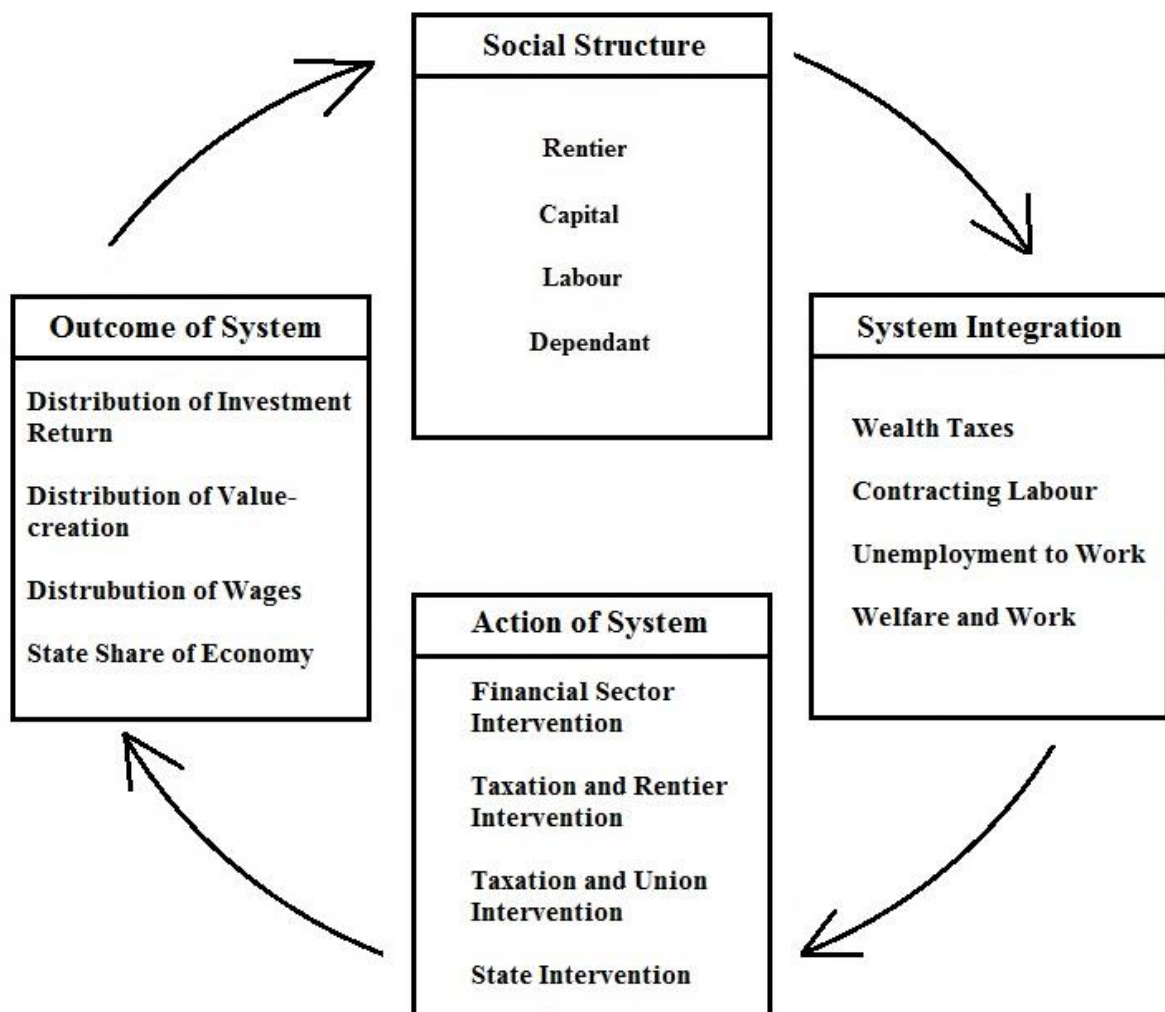 Social Structure
Rentier
Capital
Labour
Dependant
Outcome of System
Distribution of Investment
Return
Distribution of Value-
creation
Distrubution of Wages
State Share of Economy
System Integration
Wealth Taxes
Contracting Labour
Unemployment to Work
Welfare and Work
Action of System
Financial Sector
Intervention
Taxation and Rentier
Intervention
Taxation and Union
Intervention
State Intervention